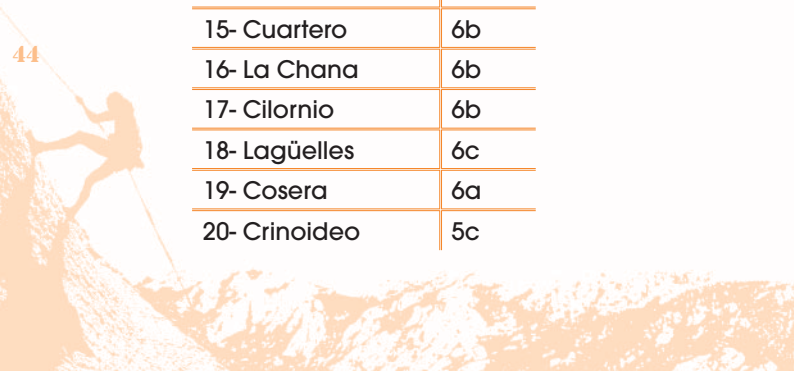 15- Cuartero 6b
44
16- La Chana 6b
17- Cilornio 6b
18- Lagüelles 6c
19- Cosera 6a
20- Crinoideo 5c